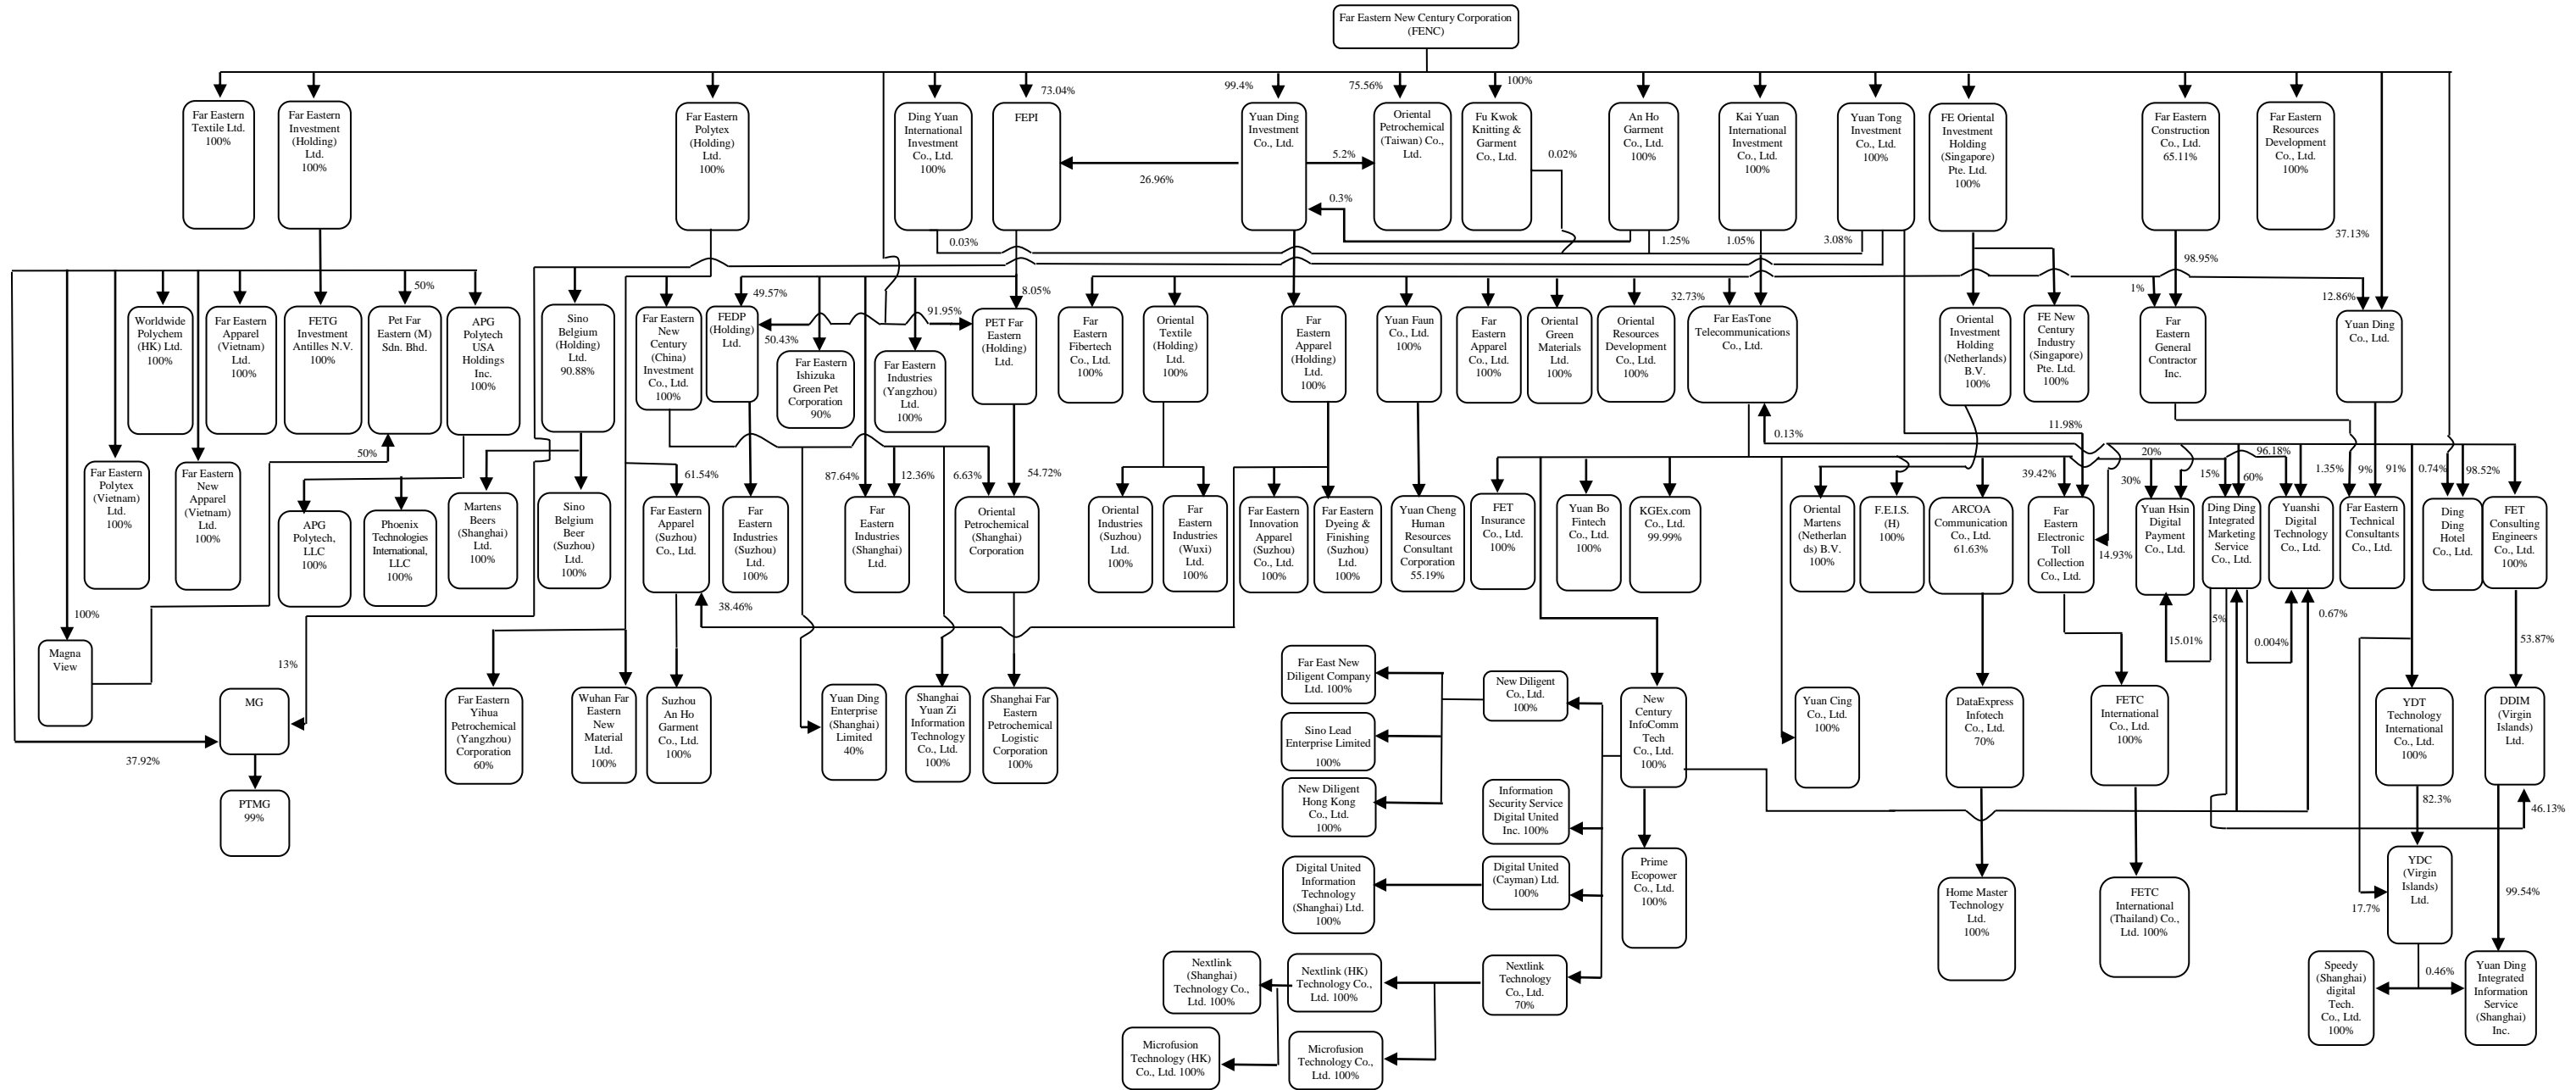 Far Eastern New Century Corporation
(FENC)
73.04%
99.4%
75.56%
100%
Far Eastern
Textile Ltd.
100%
Far Eastern
Investment
(Holding)
Ltd.
100%
Far Eastern
Polytex
(Holding)
Ltd.
100%
Ding Yuan
International
Investment
Co., Ltd.
100%
FEPI
Yuan Ding
Investment
Co., Ltd.
Oriental
Petrochemical
(Taiwan) Co.,
Ltd.
Fu Kwok
Knitting &
Garment
Co., Ltd.
An Ho
Garment
Co., Ltd.
100%
Kai Yuan
International
Investment
Co., Ltd.
100%
Yuan Tong
Investment
Co., Ltd.
100%
FE Oriental
Investment
Holding
(Singapore)
Pte. Ltd.
100%
Far Eastern
Construction
Co., Ltd.
65.11%
Far Eastern
Resources
Development
Co., Ltd.
100%
26.96%
5.2%
0.02%
0.3%
0.03%
1.25%
1.05%
3.08%
37.13%
98.95%
50%
49.57%
8.05%
91.95%
50.43%
32.73%
1%
12.86%
Worldwide
Polychem
(HK) Ltd.
100%
Far Eastern
Apparel
(Vietnam)
Ltd.
100%
FETG
Investment
Antilles N.V.
100%
Pet Far
Eastern (M)
Sdn. Bhd.
APG
Polytech
USA
Holdings
Inc.
100%
Sino
Belgium
(Holding)
Ltd.
90.88%
Far Eastern
New
Century
(China)
Investment
Co., Ltd.
100%
FEDP
(Holding)
Ltd.
Far Eastern
Ishizuka
Green Pet
Corporation
90%
Far Eastern
Industries
(Yangzhou)
Ltd.
100%
PET Far
Eastern
(Holding)
Ltd.
Far
Eastern
Fibertech
Co., Ltd.
100%
Oriental
Textile
(Holding)
Ltd.
100%
Far
Eastern
Apparel
(Holding)
Ltd.
100%
Yuan Faun
Co., Ltd.
100%
Far
Eastern
Apparel
Co., Ltd.
100%
Oriental
Green
Materials
Ltd.
100%
Oriental
Resources
Development
Co., Ltd.
100%
Far EasTone
Telecommunications
Co., Ltd.
Oriental
Investment
Holding
(Netherlands)
B.V.
100%
FE New
Century
Industry
(Singapore)
Pte. Ltd.
100%
Far
Eastern
General
Contractor
Inc.
Yuan Ding
Co., Ltd.
50%
61.54%
87.64%
12.36%
6.63%
54.72%
0.13%
11.98%
39.42%
20%
30%
15%
60%
96.18%
1.35%
9%
91%
0.74%
98.52%
Far Eastern
Polytex
(Vietnam)
Ltd.
100%
Far Eastern
New
Apparel
(Vietnam)
Ltd.
100%
APG
Polytech, LLC
100%
Phoenix
Technologies
International,
LLC
100%
Martens
Beers
(Shanghai)
Ltd.
100%
Sino
Belgium
Beer
(Suzhou)
Ltd.
100%
Far Eastern
Apparel
(Suzhou)
Co., Ltd.
Far
Eastern
Industries
(Suzhou)
Ltd.
100%
Far
Eastern
Industries
(Shanghai)
Ltd.
Oriental
Petrochemical
(Shanghai)
Corporation
Oriental
Industries
(Suzhou)
Ltd.
100%
Far
Eastern
Industries
(Wuxi)
Ltd.
100%
Far Eastern
Innovation
Apparel
(Suzhou)
Co., Ltd.
100%
Far Eastern
Dyeing &
Finishing
(Suzhou)
Ltd.
100%
Yuan Cheng
Human
Resources
Consultant
Corporation
55.19%
FET
Insurance
Co., Ltd.
100%
Yuan Bo
Fintech
Co., Ltd.
100%
KGEx.com
Co., Ltd.
99.99%
Oriental
Martens
(Netherlan
ds) B.V.
100%
F.E.I.S.
(H)
100%
ARCOA
Communication
Co., Ltd.
61.63%
Far
Eastern
Electronic
Toll
Collection
Co., Ltd.
14.93%
Yuan Hsin
Digital
Payment
Co., Ltd.
Ding Ding
Integrated
Marketing
Service
Co., Ltd.
Yuanshi
Digital
Technology
Co., Ltd.
Far Eastern
Technical
Consultants
Co., Ltd.
Ding
Ding
Hotel
Co., Ltd.
FET
Consulting
Engineers
Co., Ltd.
100%
100%
38.46%
15.01%
5%
0.004%
0.67%
53.87%
Magna
View
13%
MG
37.92%
PTMG
99%
Far Eastern
Yihua
Petrochemical
(Yangzhou)
Corporation
60%
Wuhan Far
Eastern
New
Material
Ltd.
100%
Suzhou
An Ho
Garment
Co., Ltd.
100%
Yuan Ding
Enterprise
(Shanghai)
Limited
40%
Shanghai
Yuan Zi
Information
Technology
Co., Ltd.
100%
Shanghai Far
Eastern
Petrochemical
Logistic
Corporation
100%
Far East New
Diligent Company
Ltd. 100%
Sino Lead
Enterprise Limited
100%
New Diligent
Hong Kong
Co., Ltd.
100%
New Diligent
Co., Ltd.
100%
New
Century
InfoComm
Tech
Co., Ltd.
100%
Information
Security Service
Digital United
Inc. 100%
Digital United
(Cayman) Ltd.
100%
Digital United
Information
Technology
(Shanghai) Ltd.
100%
Prime
Ecopower
Co., Ltd.
100%
Nextlink
Technology
Co., Ltd.
70%
Nextlink (HK)
Technology Co.,
Ltd. 100%
Nextlink
(Shanghai)
Technology Co.,
Ltd. 100%
Microfusion
Technology (HK)
Co., Ltd. 100%
Microfusion
Technology Co.,
Ltd. 100%
Yuan Cing
Co., Ltd.
100%
DataExpress
Infotech
Co., Ltd.
70%
Home Master
Technology
Ltd.
100%
FETC
International
Co., Ltd.
100%
FETC
International
(Thailand) Co.,
Ltd. 100%
YDT
Technology
International
Co., Ltd.
100%
DDIM
(Virgin
Islands)
Ltd.
82.3%
46.13%
YDC
(Virgin
Islands)
Ltd.
17.7%
99.54%
0.46%
Speedy
(Shanghai)
digital
Tech.
Co., Ltd.
100%
Yuan Ding
Integrated
Information
Service
(Shanghai)
Inc.